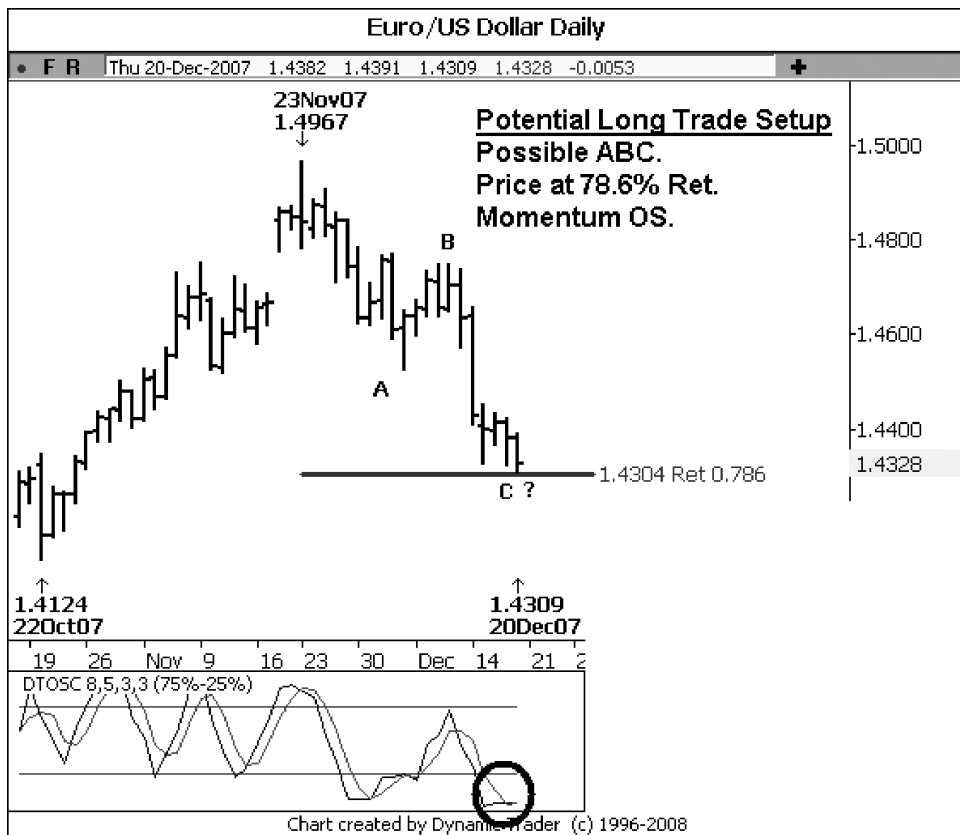 Euro/US Dollar Daily
F R Thu 20-Dec-2007 1.4382 1.4391 1.4309 1.4328 -0.0053
23Nov07
1.4967
Potential Long Trade Setup
Possible ABC.
Price at 78.6% Ret.
Momentum OS.
1.5000
1.4800
1.4600
1.4400
1.4328
B
A
1.4304 Ret 0.786
C ?
1.4124
22Oct07
1.4309
20Dec07
19 26 Nov 9 16 23 30 Dec 14 21 2
DTOSC 8,5,3,3 (75%-25%)
Chart created by Dynamic Trader (c) 1996-2008